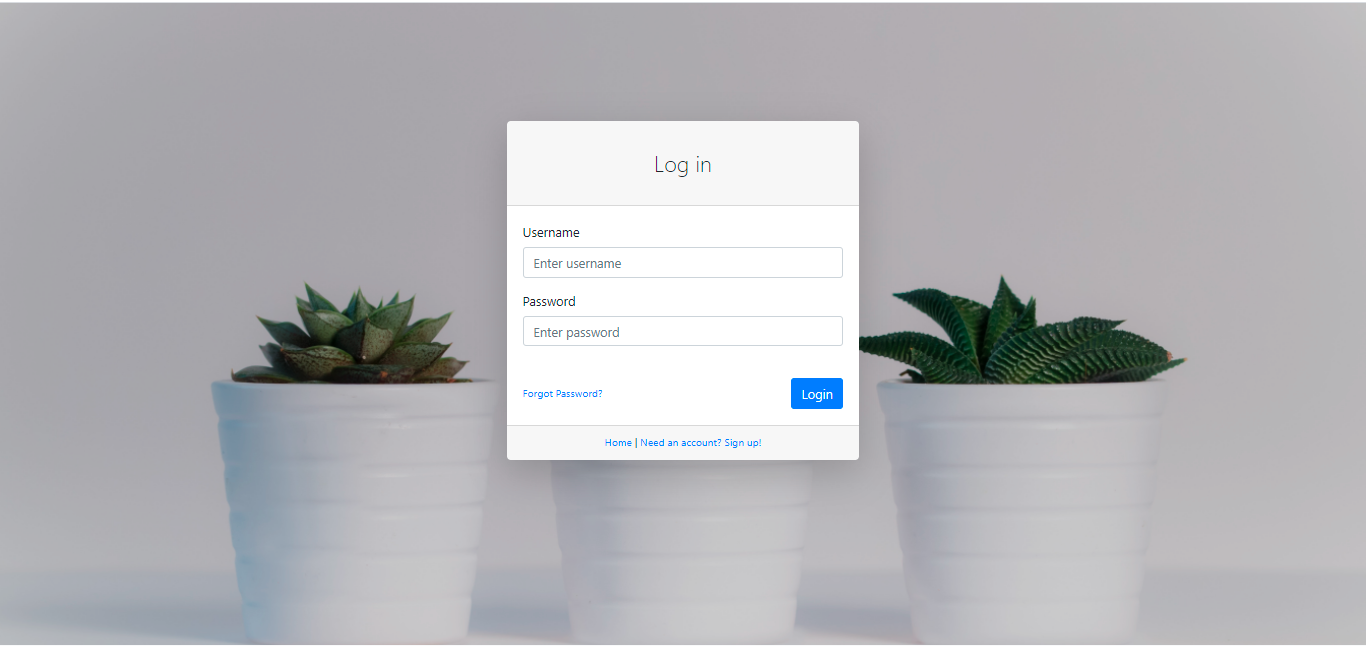 Log in
Username
Enter username
Password
Enter password
Forgot Password?
Login
Home | Need an account? Sign up!